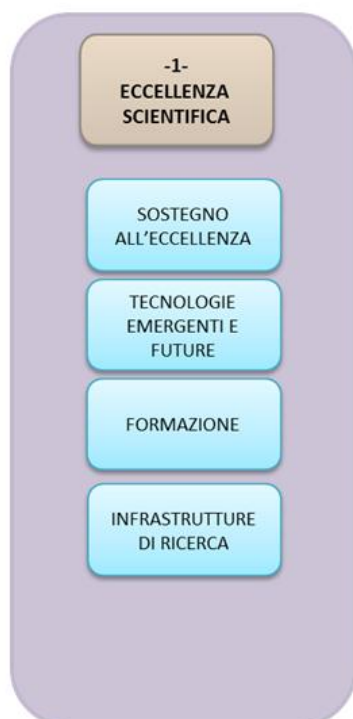 -1-
ECCELLENZA
SCIENTIFICA
SOSTEGNO
ALL’ECCELLENZA
TECNOLOGIE
EMERGENTI E
FUTURE
FORMAZIONE
INFRASTRUTTURE
DI RICERCA